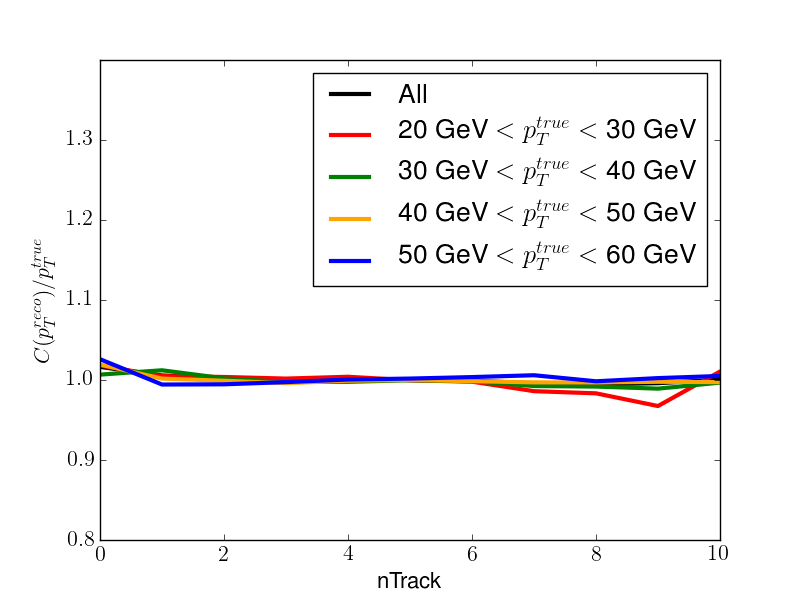 All
20 GeV < $p_T^{true}$ < 30 GeV
30 GeV < $p_T^{true}$ < 40 GeV
40 GeV < $p_T^{true}$ < 50 GeV
50 GeV < $p_T^{true}$ < 60 GeV
1.3
1.2
1.1
1.0
0.9
0.8
$C(p_T^{reco})/p_T^{true}$
0 2 4 6 8 10
nTrack